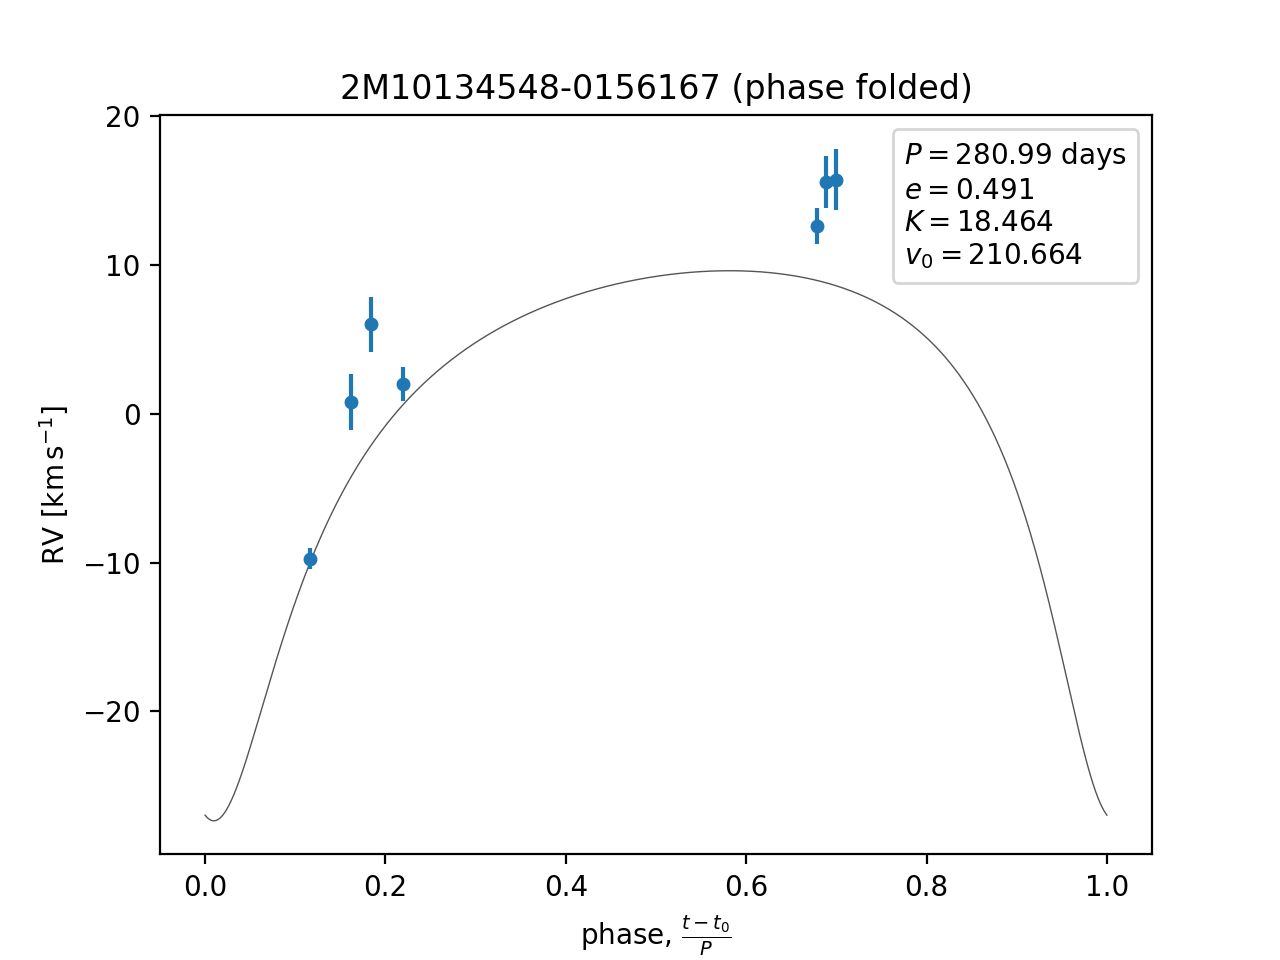 2M10134548-0156167 (phase folded)
P = 280.99 days
e = 0.491
K = 18.464
v₀ = 210.664
20
10
0
−10
−20
RV [km s⁻¹]
0.0 0.2 0.4 0.6 0.8 1.0
phase, (t − t₀)/P